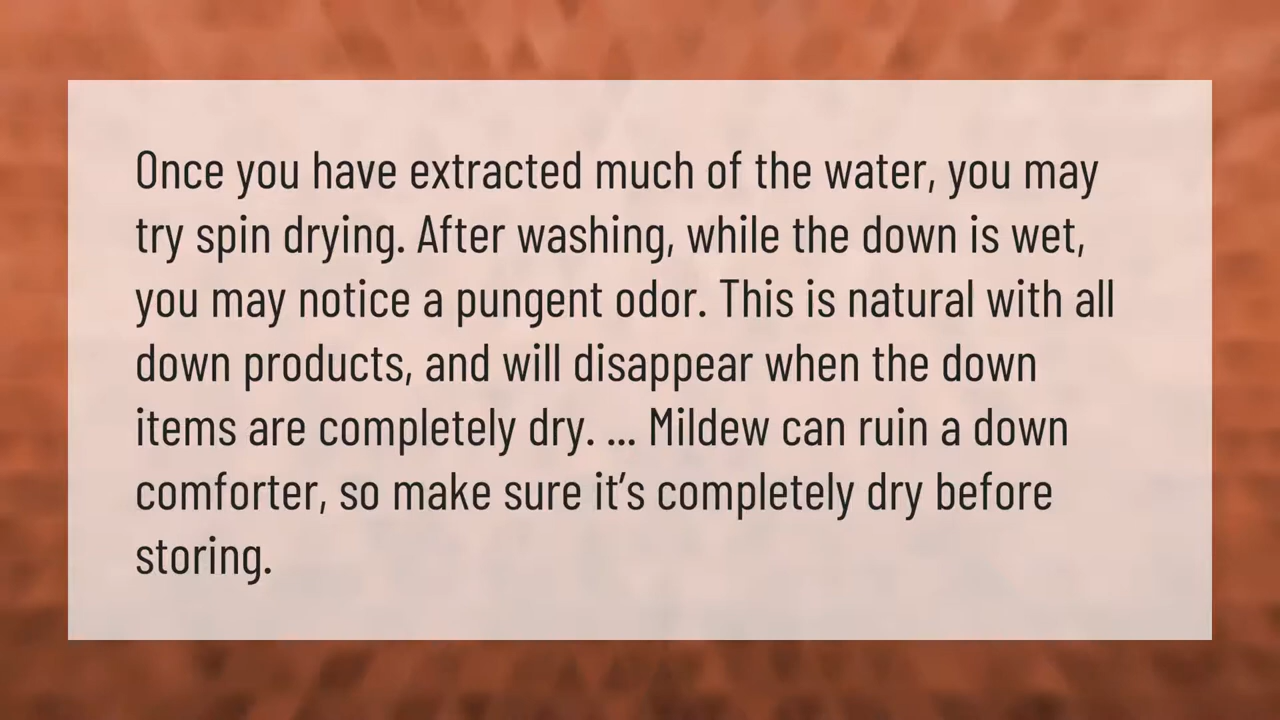 Once you have extracted much of the water, you may
try spin drying. After washing, while the down is wet,
you may notice a pungent odor. This is natural with all
down products, and will disappear when the down
items are completely dry. ... Mildew can ruin a down
comforter, so make sure it’s completely dry before
storing.